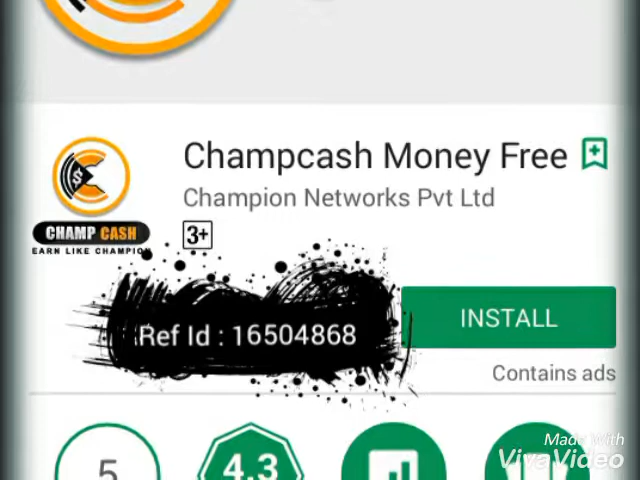 Champcash Money Free
Champion Networks Pvt Ltd
CHAMP CASH
EARN LIKE CHAMPION
3+
Ref Id : 16504868
INSTALL
Contains ads
5
4.3
Made With
VivaVideo